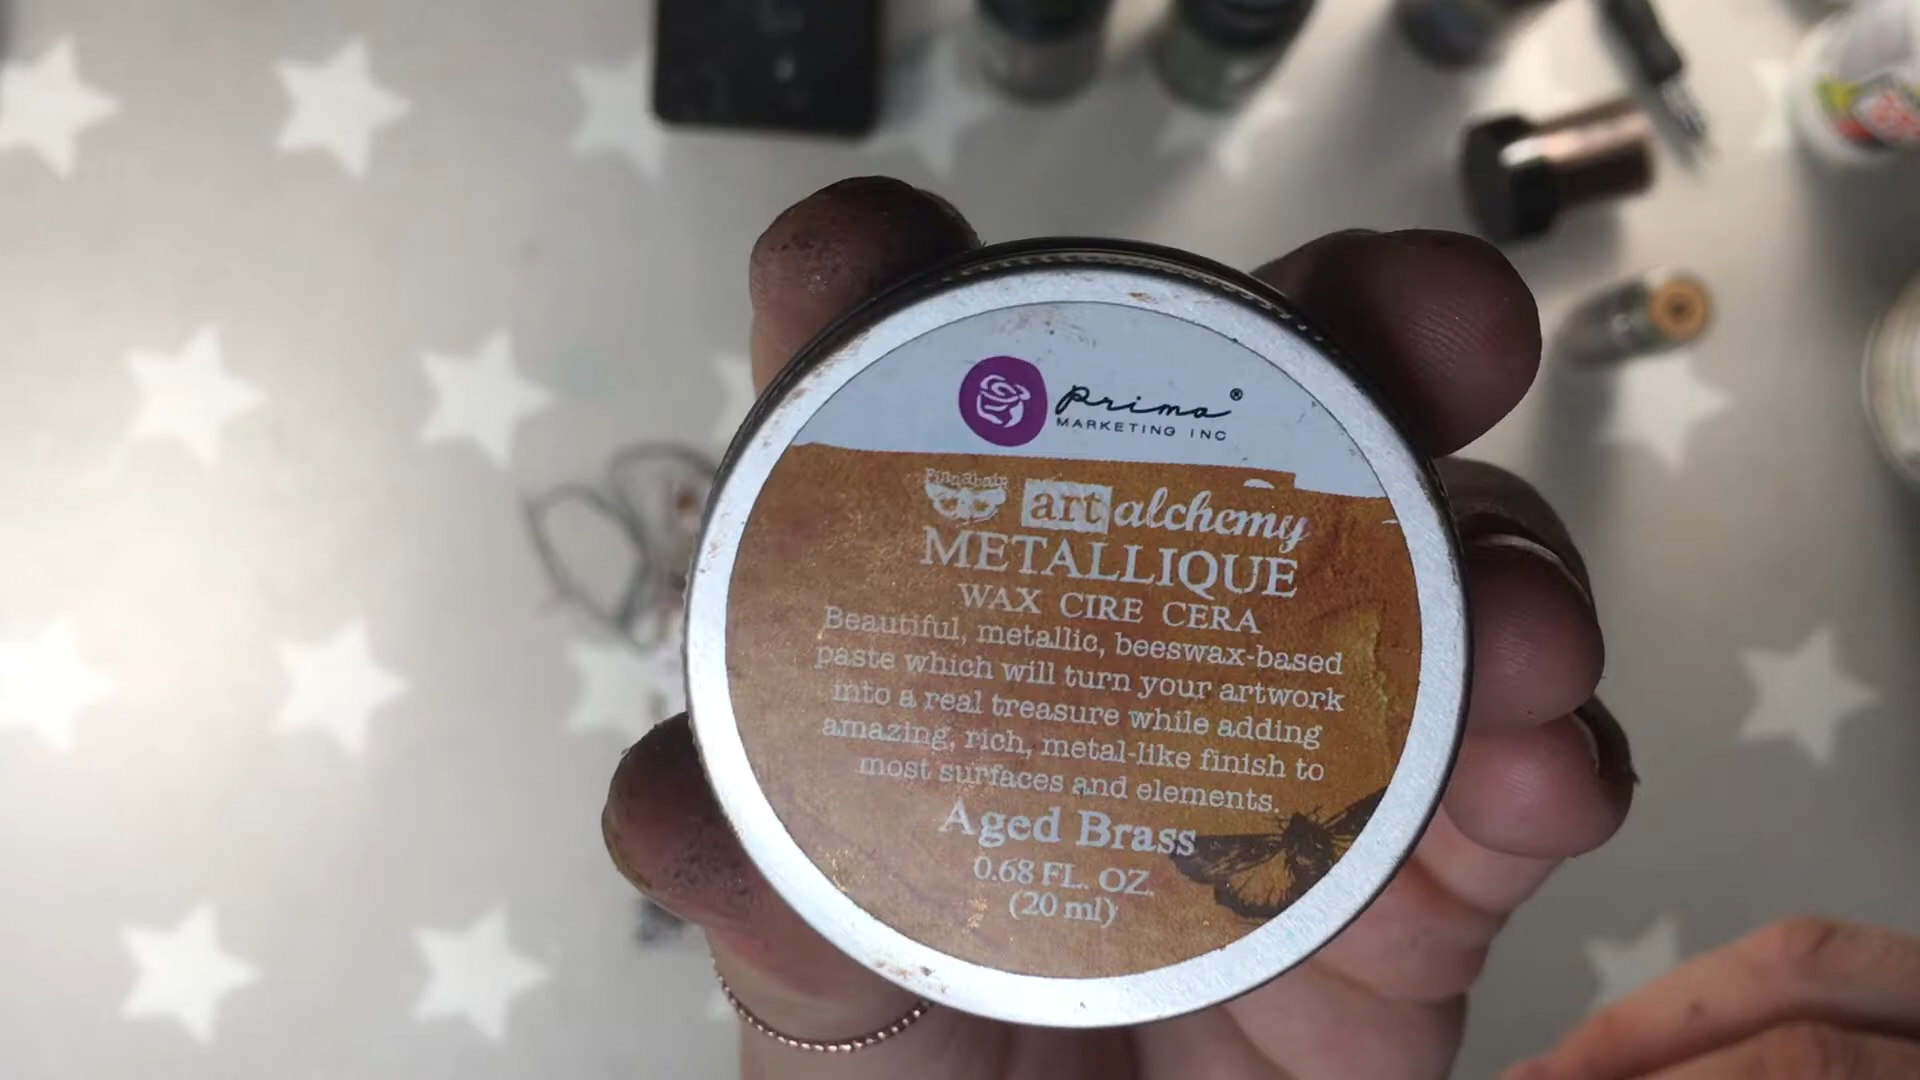 prima®
MARKETING INC
Finnabair
art alchemy
METALLIQUE
WAX CIRE CERA
Beautiful, metallic, beeswax-based
paste which will turn your artwork
into a real treasure while adding
amazing, rich, metal-like finish to
most surfaces and elements.
Aged Brass
0.68 FL. OZ.
(20 ml)